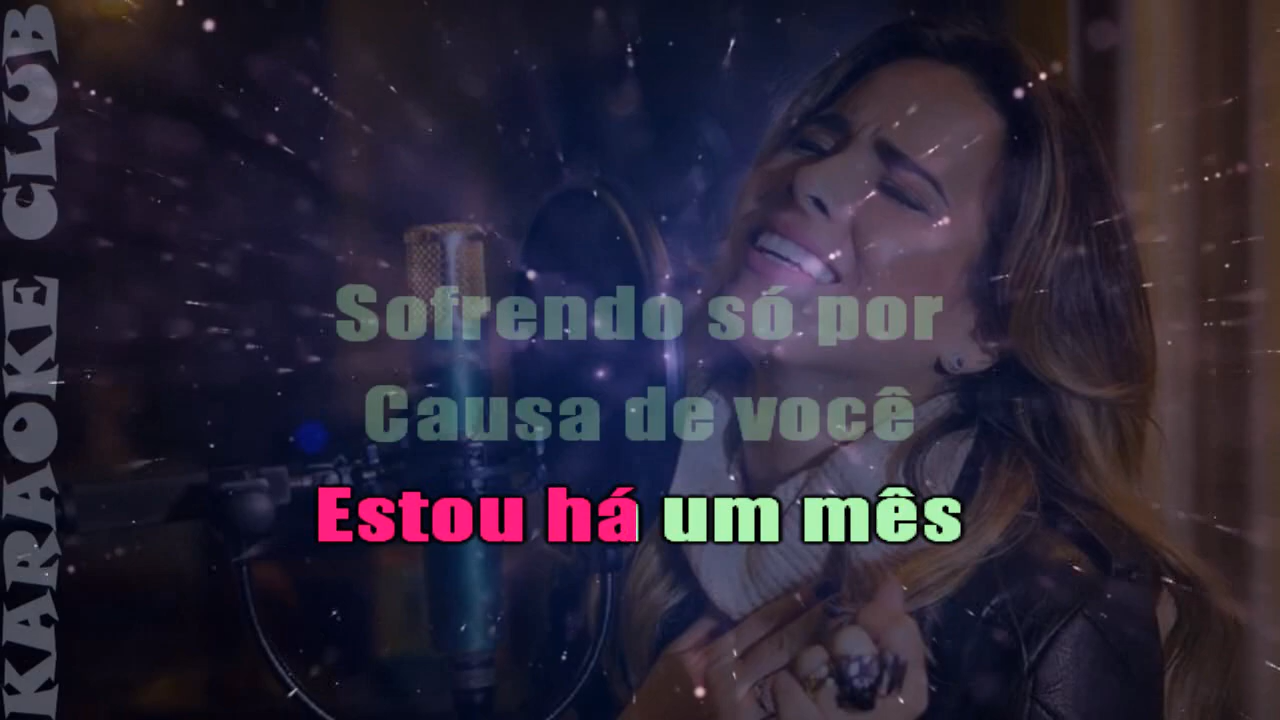 KARAOKE CLUB
Sofrendo só por
Causa de você
Estou há um mês